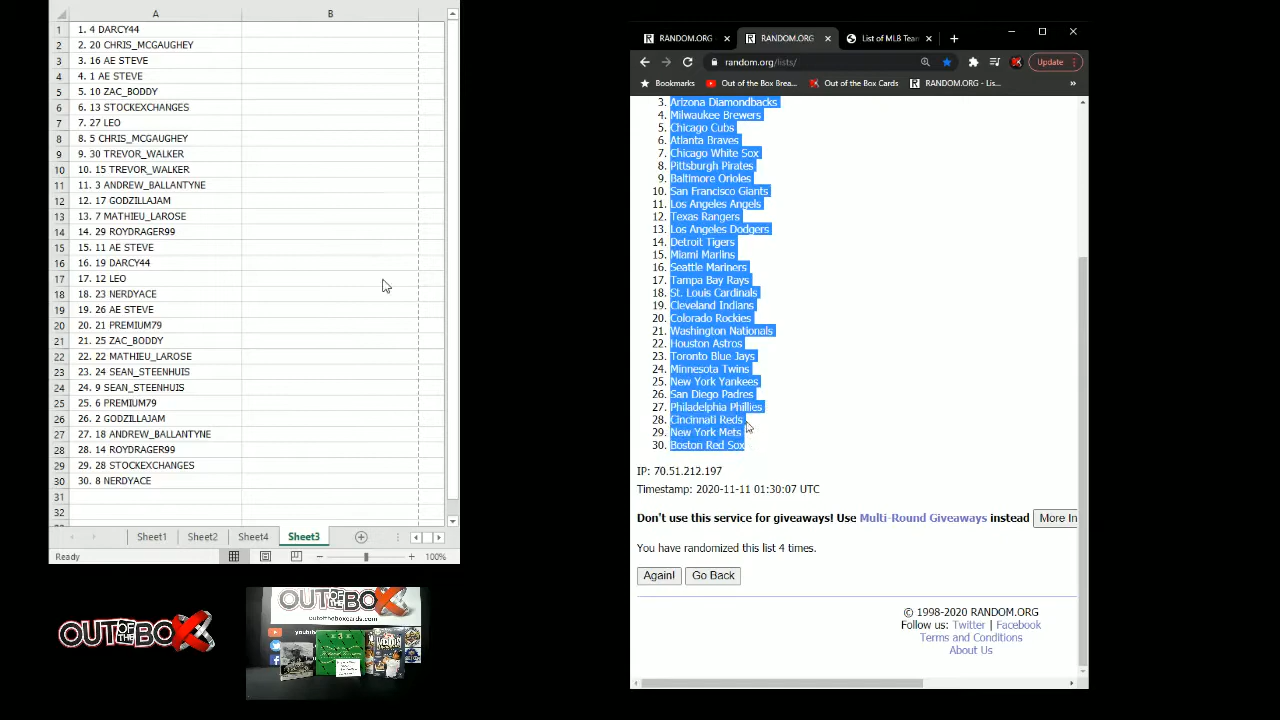 A B
1 1. 4 DARCY44
2 2. 20 CHRIS_MCGAUGHEY
3 3. 16 AE STEVE
4 4. 1 AE STEVE
5 5. 10 ZAC_BODDY
6 6. 13 STOCKEXCHANGES
7 7. 27 LEO
8 8. 5 CHRIS_MCGAUGHEY
9 9. 30 TREVOR_WALKER
10 10. 15 TREVOR_WALKER
11 11. 3 ANDREW_BALLANTYNE
12 12. 17 GODZILLAJAM
13 13. 7 MATHIEU_LAROSE
14 14. 29 ROYDRAGER99
15 15. 11 AE STEVE
16 16. 19 DARCY44
17 17. 12 LEO
18 18. 23 NERDYACE
19 19. 26 AE STEVE
20 20. 21 PREMIUM79
21 21. 25 ZAC_BODDY
22 22. 22 MATHIEU_LAROSE
23 23. 24 SEAN_STEENHUIS
24 24. 9 SEAN_STEENHUIS
25 25. 6 PREMIUM79
26 26. 2 GODZILLAJAM
27 27. 18 ANDREW_BALLANTYNE
28 28. 14 ROYDRAGER99
29 29. 28 STOCKEXCHANGES
30 30. 8 NERDYACE
31
32
Sheet1 Sheet2 Sheet4 Sheet3
Ready 100%
OUT OF THE BOX
OUT OF THE BOX
outoftheboxcards.com
RANDOM.ORG RANDOM.ORG List of MLB Team
random.org/lists/ Update
Bookmarks Out of the Box Brea... Out of the Box Cards RANDOM.ORG - Lis...
3. Arizona Diamondbacks
4. Milwaukee Brewers
5. Chicago Cubs
6. Atlanta Braves
7. Chicago White Sox
8. Pittsburgh Pirates
9. Baltimore Orioles
10. San Francisco Giants
11. Los Angeles Angels
12. Texas Rangers
13. Los Angeles Dodgers
14. Detroit Tigers
15. Miami Marlins
16. Seattle Mariners
17. Tampa Bay Rays
18. St. Louis Cardinals
19. Cleveland Indians
20. Colorado Rockies
21. Washington Nationals
22. Houston Astros
23. Toronto Blue Jays
24. Minnesota Twins
25. New York Yankees
26. San Diego Padres
27. Philadelphia Phillies
28. Cincinnati Reds
29. New York Mets
30. Boston Red Sox
IP: 70.51.212.197
Timestamp: 2020-11-11 01:30:07 UTC
Don't use this service for giveaways! Use Multi-Round Giveaways instead More In
You have randomized this list 4 times.
Again! Go Back
© 1998-2020 RANDOM.ORG
Follow us: Twitter | Facebook
Terms and Conditions
About Us